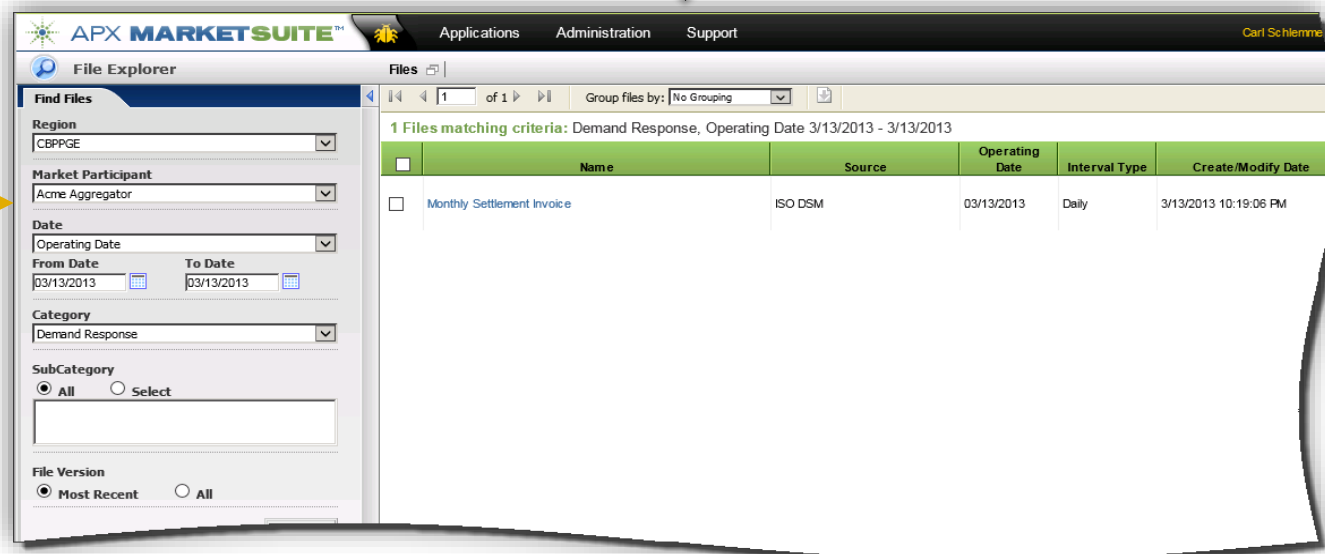 APX MARKETSUITE™
Applications Administration Support
Carl Schlemme
File Explorer
Files
Find Files
1 of 1 Group files by: No Grouping
Region
CBPPGE
Market Participant
Acme Aggregator
Date
Operating Date
From Date To Date
03/13/2013 03/13/2013
Category
Demand Response
SubCategory
All Select
File Version
Most Recent All
1 Files matching criteria: Demand Response, Operating Date 3/13/2013 - 3/13/2013
Name Source Operating Date Interval Type Create/Modify Date
Monthly Settlement Invoice ISO DSM 03/13/2013 Daily 3/13/2013 10:19:06 PM